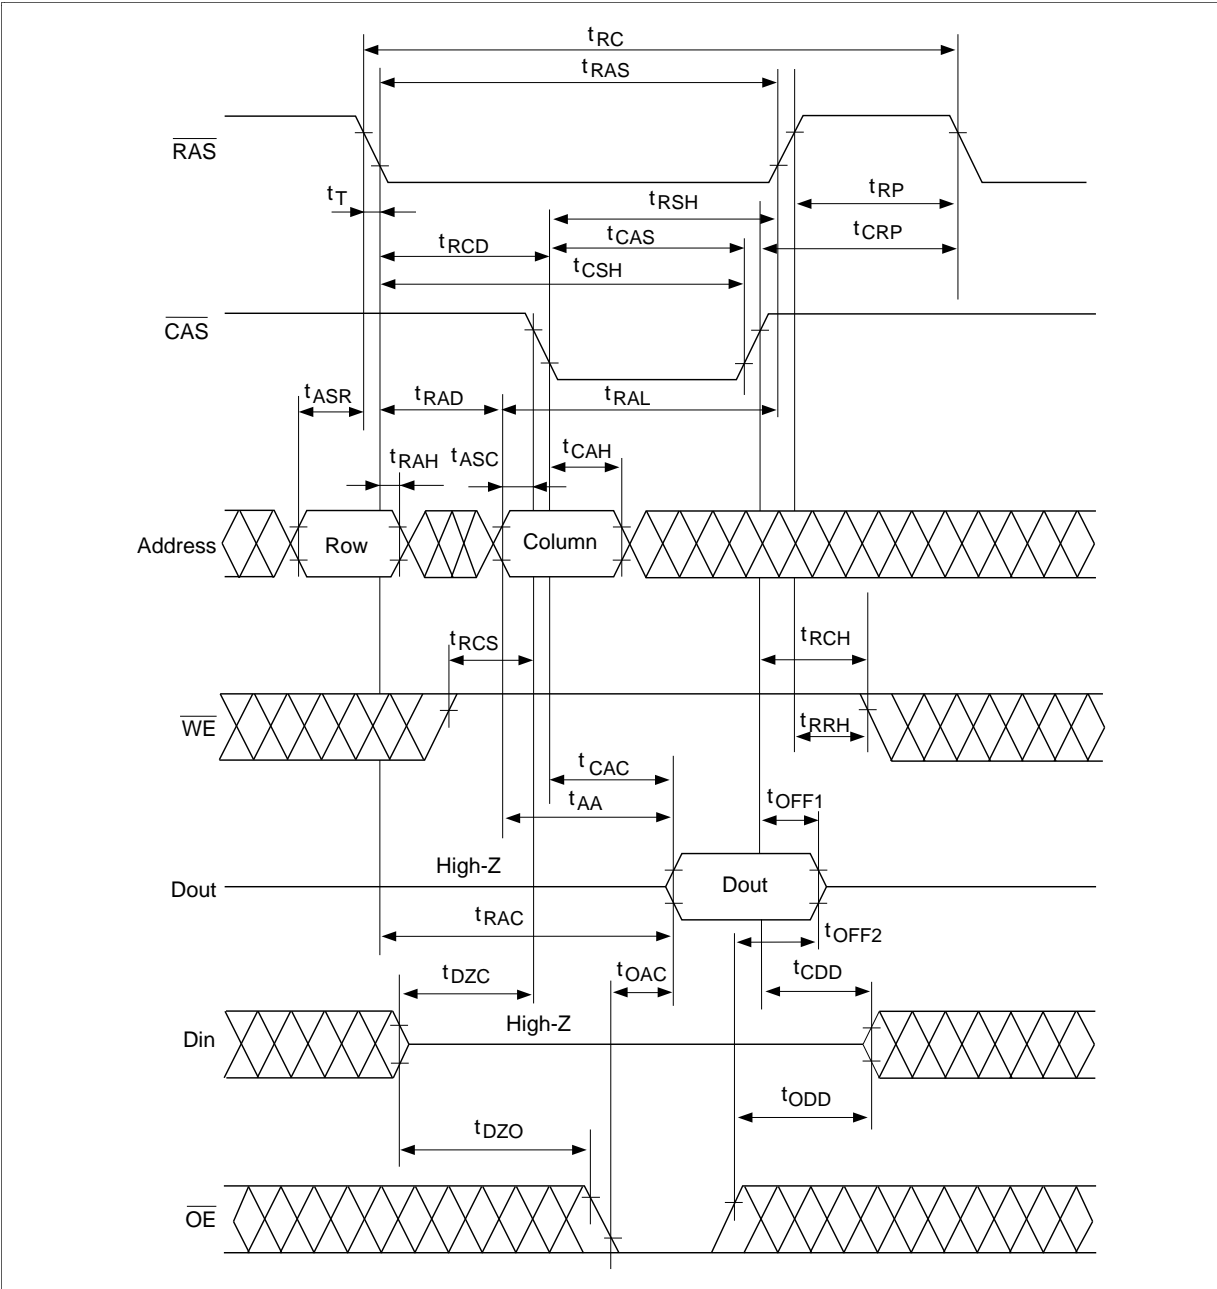 tRC
tRAS
RAS
tT
tRSH
tRP
tRCD
tCAS
tCRP
tCSH
CAS
tASR
tRAD
tRAL
tRAH
tASC
tCAH
Address
Row
Column
tRCS
tRCH
WE
tRRH
tCAC
tAA
tOFF1
High-Z
Dout
Dout
tRAC
tOFF2
tDZC
tOAC
tCDD
High-Z
Din
tODD
tDZO
OE